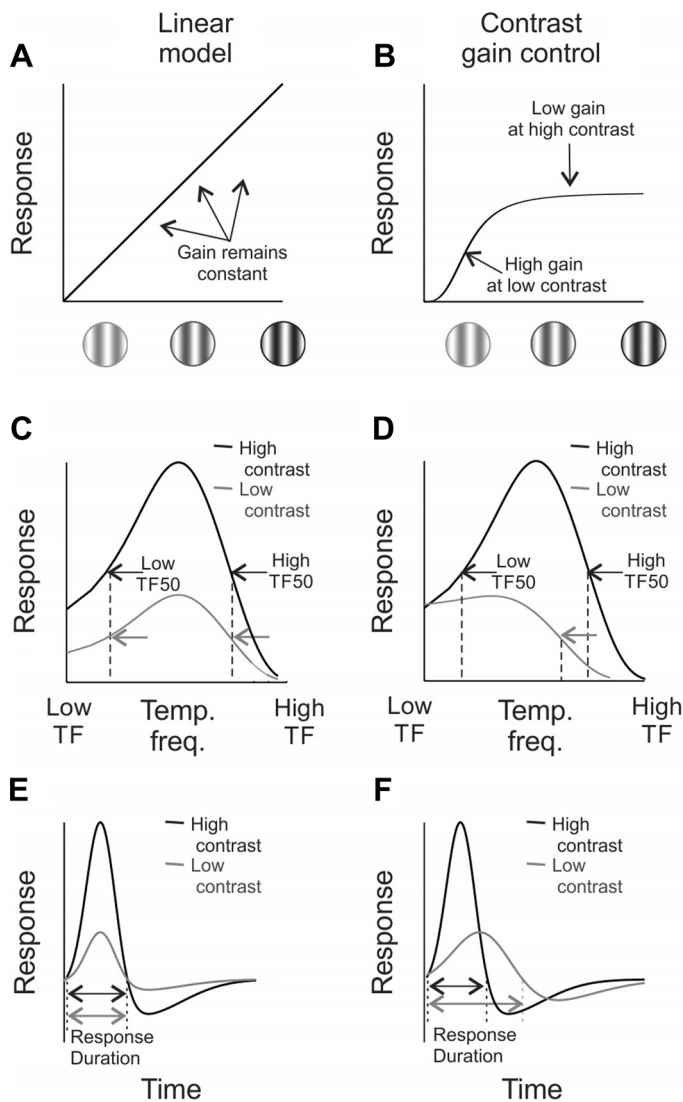 Linear
model
Contrast
gain control
A
B
Response
Gain remains
constant
Response
Low gain
at high contrast
High gain
at low contrast
C
D
Response
High
contrast
Low
contrast
Low
TF50
High
TF50
Low
TF
Temp.
freq.
High
TF
Response
High
contrast
Low
contrast
Low
TF50
High
TF50
Low
TF
Temp.
freq.
High
TF
E
F
Response
High
contrast
Low
contrast
Response
Duration
Time
Response
High
contrast
Low
contrast
Response
Duration
Time